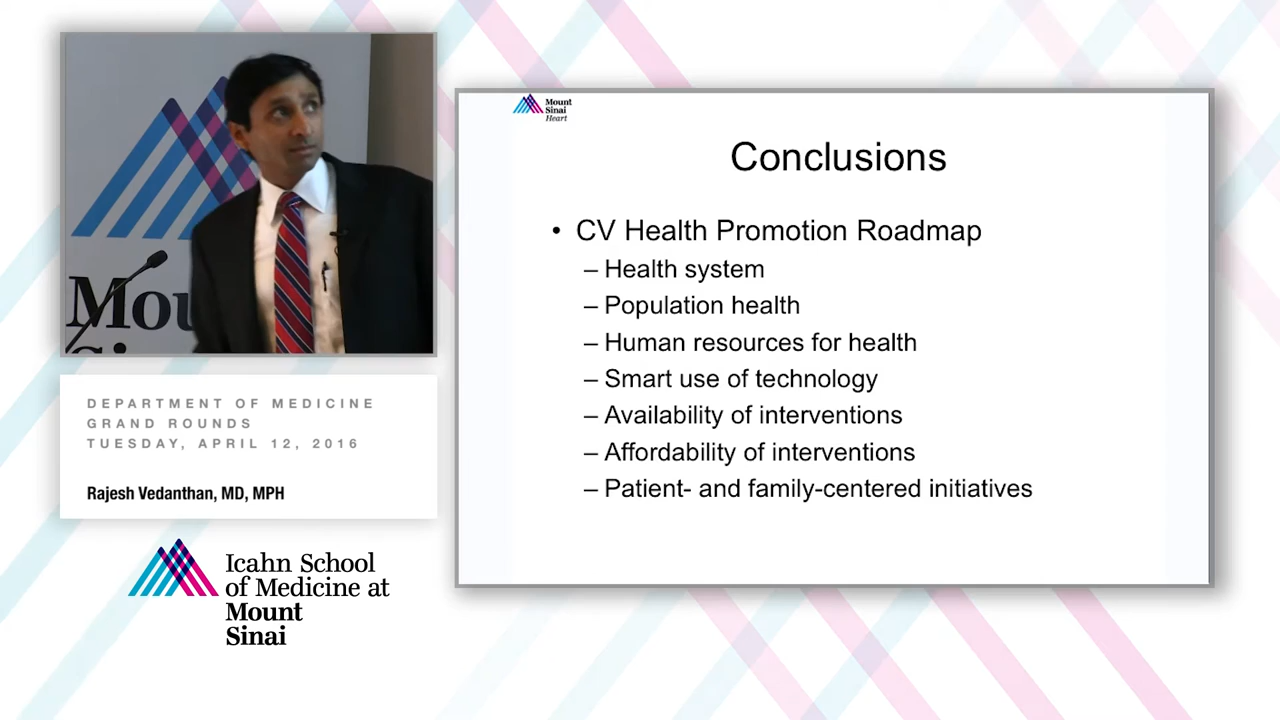 Mou
Si
DEPARTMENT OF MEDICINE
GRAND ROUNDS
TUESDAY, APRIL 12, 2016
Rajesh Vedanthan, MD, MPH
Icahn School
of Medicine at
Mount
Sinai
Mount
Sinai
Heart
Conclusions
• CV Health Promotion Roadmap
– Health system
– Population health
– Human resources for health
– Smart use of technology
– Availability of interventions
– Affordability of interventions
– Patient- and family-centered initiatives